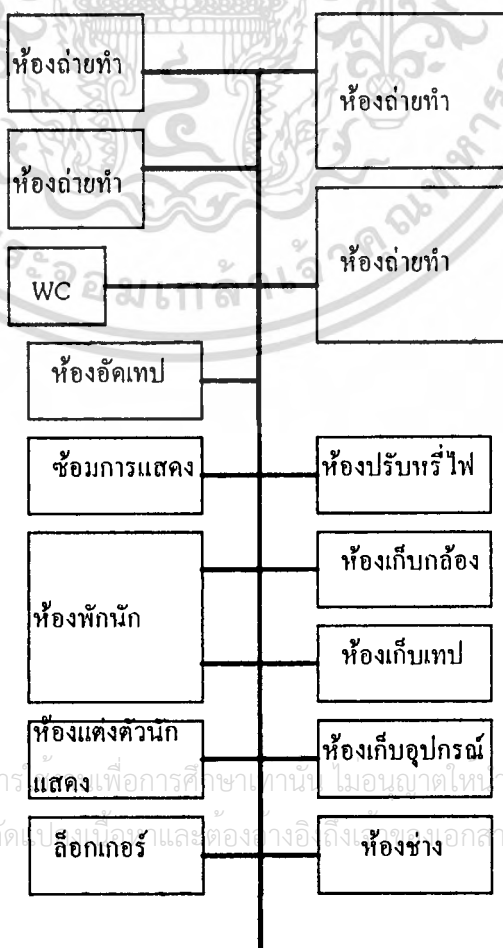 ห้องถ่ายทำ
ห้องถ่ายทำ
ห้องถ่ายทำ
ห้องถ่ายทำ
WC
ห้องอัดเทป
ซ้อมการแสดง
ห้องปรับหรี่ไฟ
ห้องพักนัก
ห้องเก็บกล้อง
ห้องเก็บเทป
ห้องแต่งตัวนัก
แสดง
ห้องเก็บอุปกรณ์
ล็อกเกอร์
ห้องช่าง